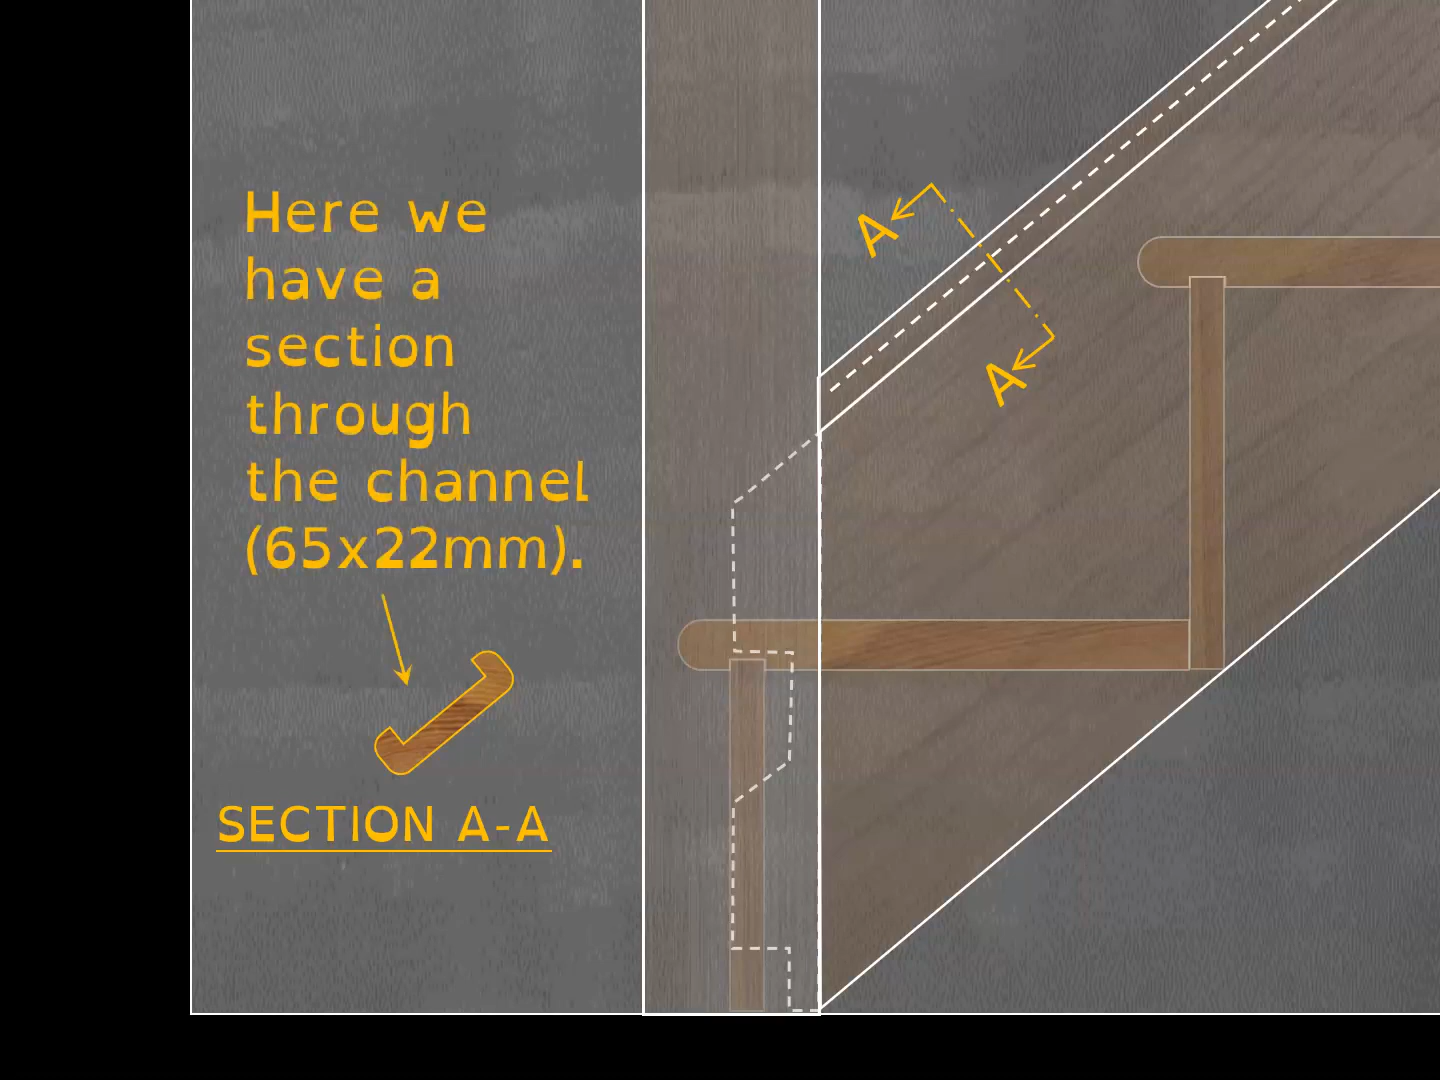 Here we
have a
section
through
the channel
(65x22mm).
A
A
SECTION A-A